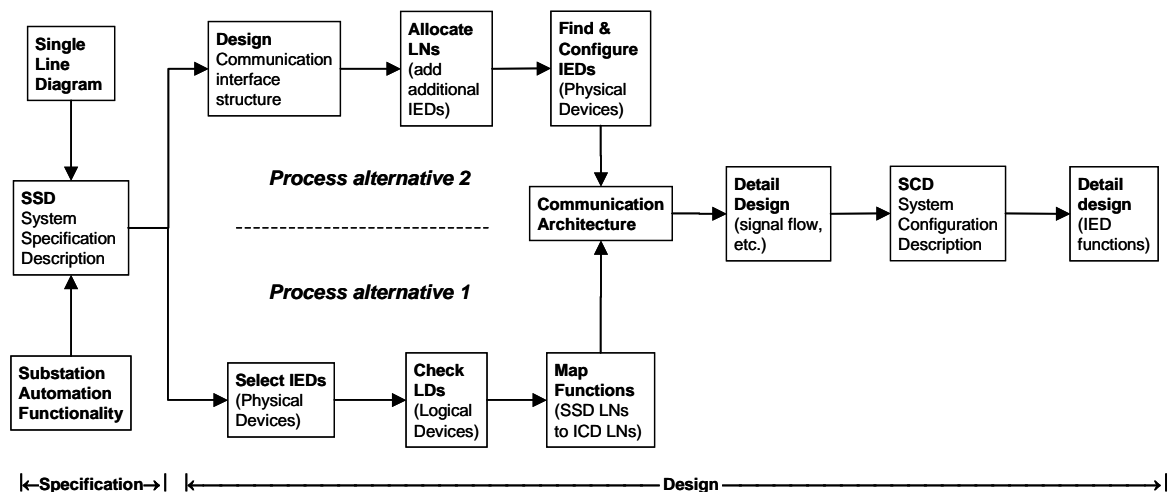 Single
Line
Diagram
SSD
System
Specification
Description
Substation
Automation
Functionality
Design
Communication
interface
structure
Allocate
LNs
(add
additional
IEDs)
Find &
Configure
IEDs
(Physical
Devices)
Process alternative 2
Process alternative 1
Select IEDs
(Physical
Devices)
Check
LDs
(Logical
Devices)
Map
Functions
(SSD LNs
to ICD LNs)
Communication
Architecture
Detail
Design
(signal flow,
etc.)
SCD
System
Configuration
Description
Detail
design
(IED
functions)
Specification
Design